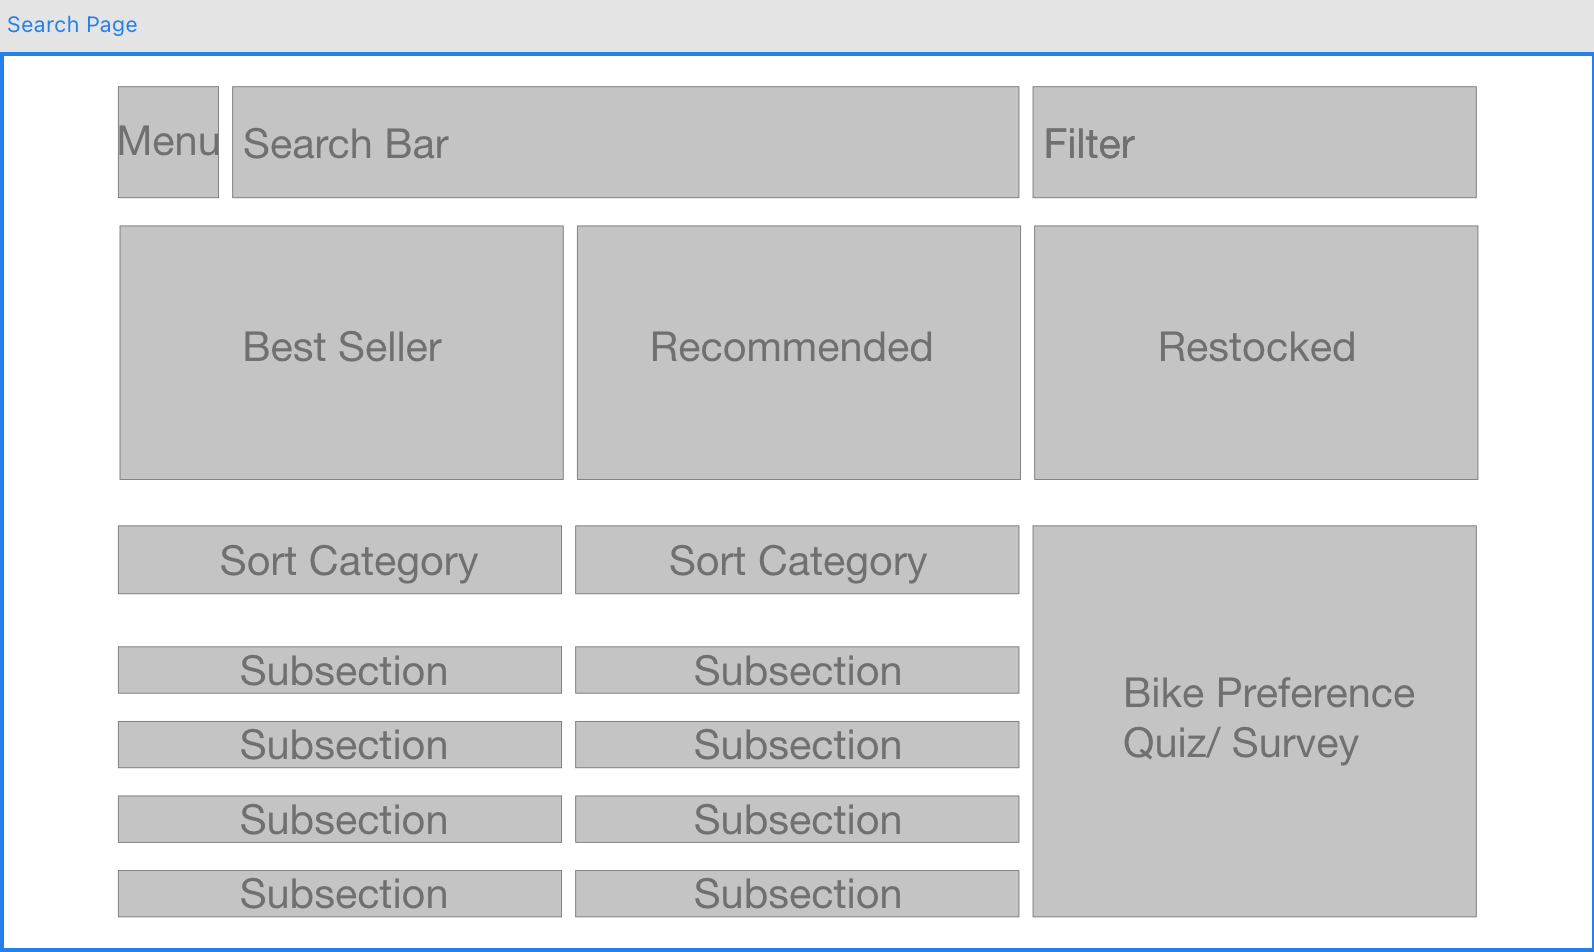 Search Page
Menu
Search Bar
Filter
Best Seller
Recommended
Restocked
Sort Category
Sort Category
Subsection
Subsection
Subsection
Subsection
Subsection
Subsection
Subsection
Subsection
Bike Preference
Quiz/ Survey